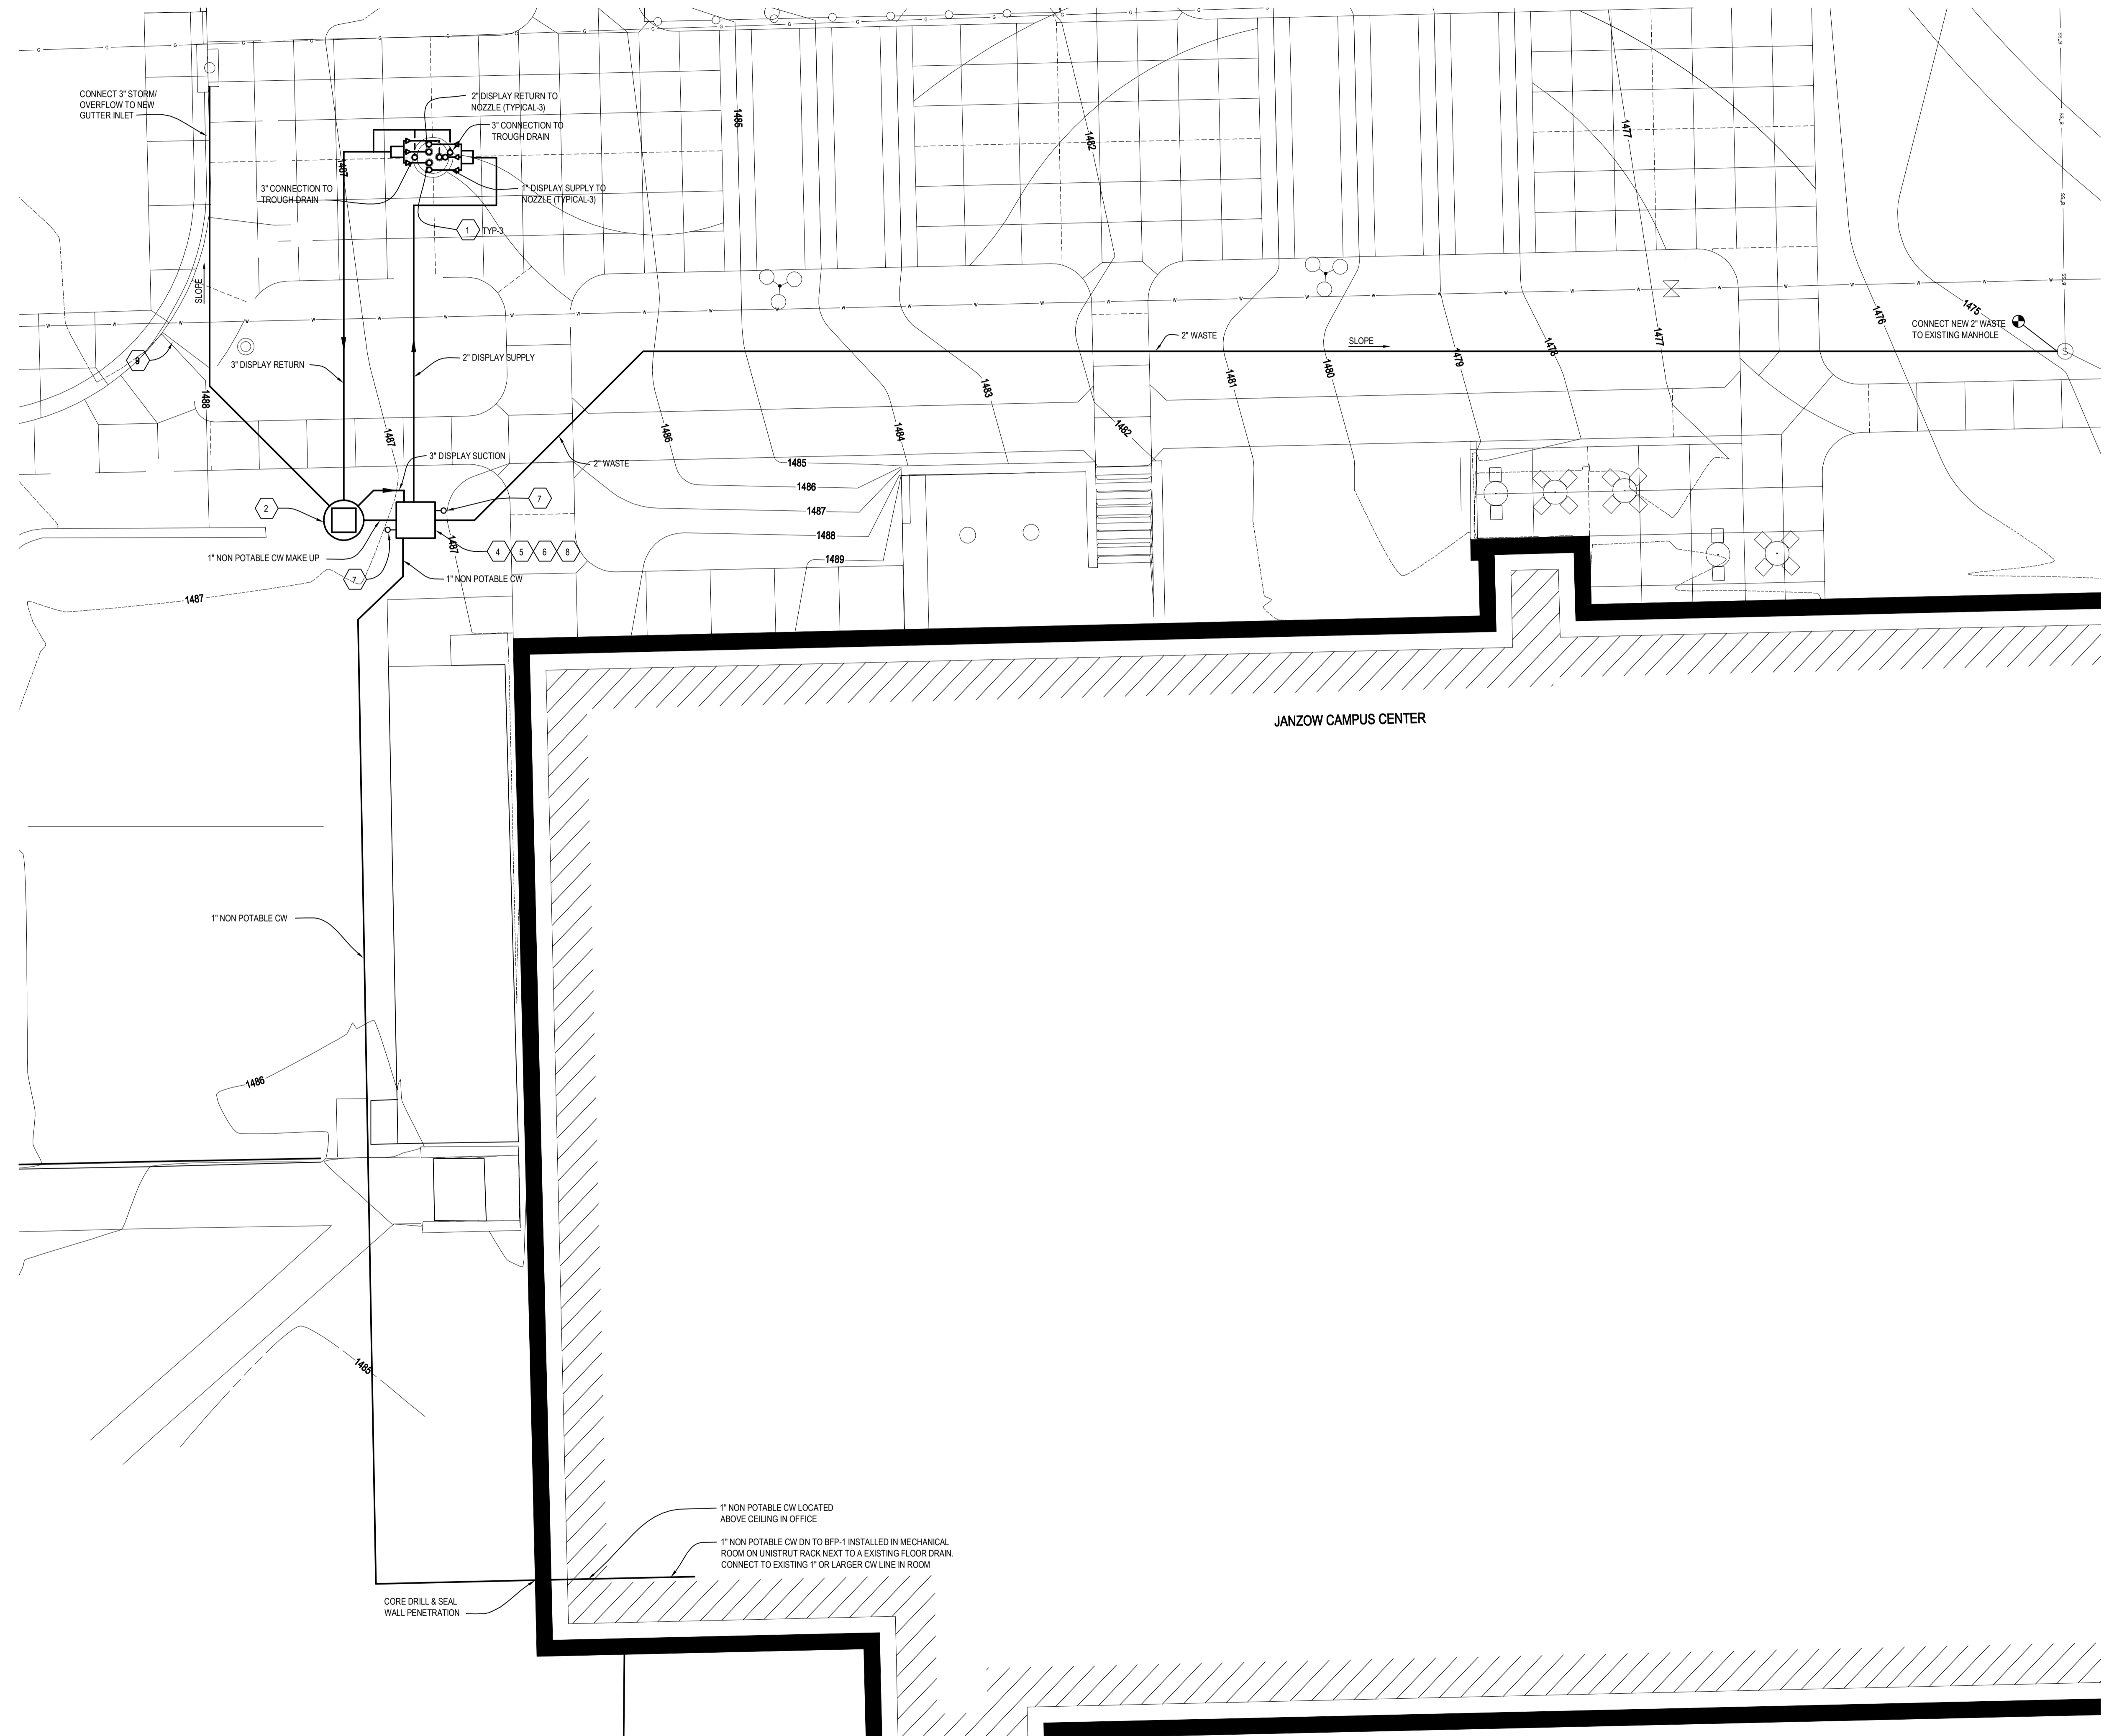 G G G G G G G G G G G G G G G G G G G
SS_8
CONNECT 3" STORM/
OVERFLOW TO NEW
GUTTER INLET
2" DISPLAY RETURN TO
NOZZLE (TYPICAL-3)
3" CONNECTION TO
TROUGH DRAIN
1485
1482
1477
SS_8
1487
3" CONNECTION TO
TROUGH DRAIN
1" DISPLAY SUPPLY TO
NOZZLE (TYPICAL-3)
SS_8
1 TYP-3
SLOPE
SS_8
W W W W W W W W W W W W W W W W W W W W W W W W W W W W W W W
1476
1475
CONNECT NEW 2" WASTE
TO EXISTING MANHOLE
S
2" WASTE
SLOPE
1479
1478
1477
9
3" DISPLAY RETURN
2" DISPLAY SUPPLY
1481
1480
1483
1488
1487
1486
1484
1482
3" DISPLAY SUCTION
2" WASTE
1485
1486
2
7
1487
1488
1487
4 5 6 8
1489
1" NON POTABLE CW MAKE UP
7
1" NON POTABLE CW
1487
JANZOW CAMPUS CENTER
1" NON POTABLE CW
1486
1485
1" NON POTABLE CW LOCATED
ABOVE CEILING IN OFFICE
1" NON POTABLE CW DN TO BFP-1 INSTALLED IN MECHANICAL
ROOM ON UNISTRUT RACK NEXT TO A EXISTING FLOOR DRAIN.
CONNECT TO EXISTING 1" OR LARGER CW LINE IN ROOM
CORE DRILL & SEAL
WALL PENETRATION